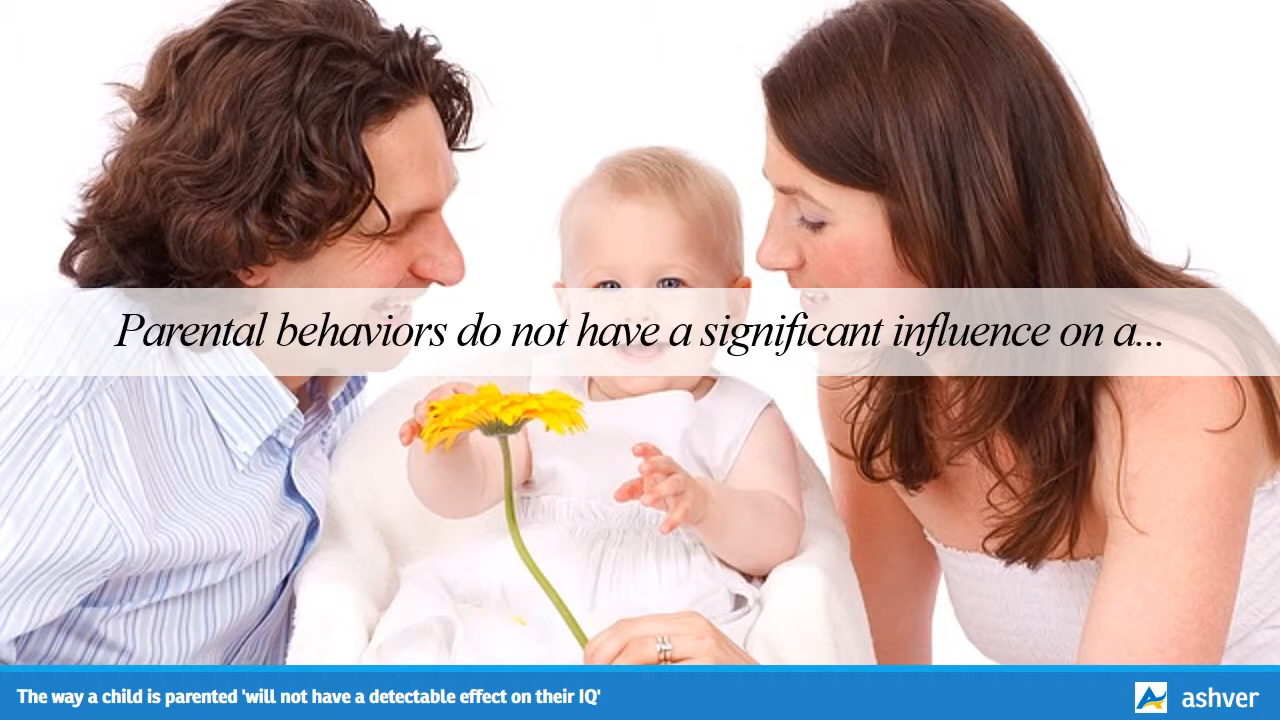 Parental behaviors do not have a significant influence on a...
The way a child is parented 'will not have a detectable effect on their IQ'
ashver